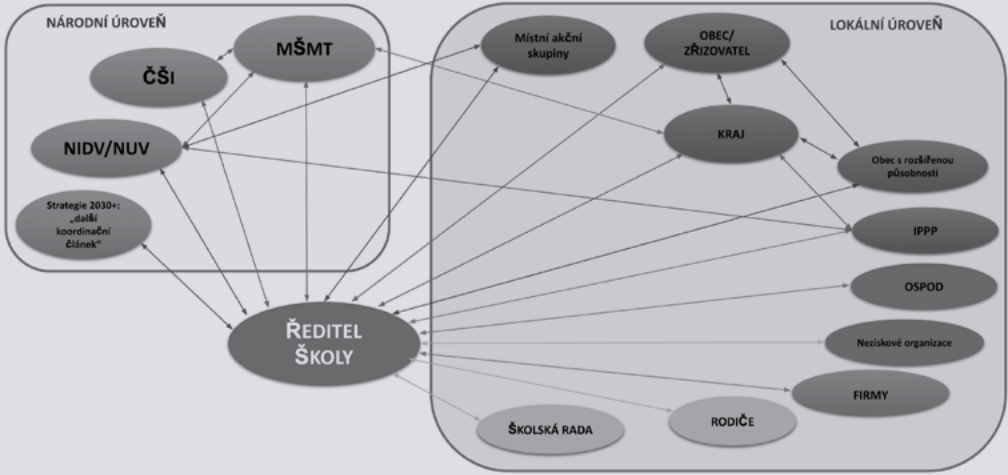 NÁRODNÍ ÚROVEŇ
MŠMT
ČŠI
NIDV/NUV
Strategie 2030+:
„další
koordinační
článek“
ŘEDITEL
ŠKOLY
LOKÁLNÍ ÚROVEŇ
Místní akční
skupiny
OBEC/
ZŘIZOVATEL
KRAJ
Obec s rozšířenou
působností
IPPP
OSPOD
Neziskové organizace
FIRMY
RODIČE
ŠKOLSKÁ RADA